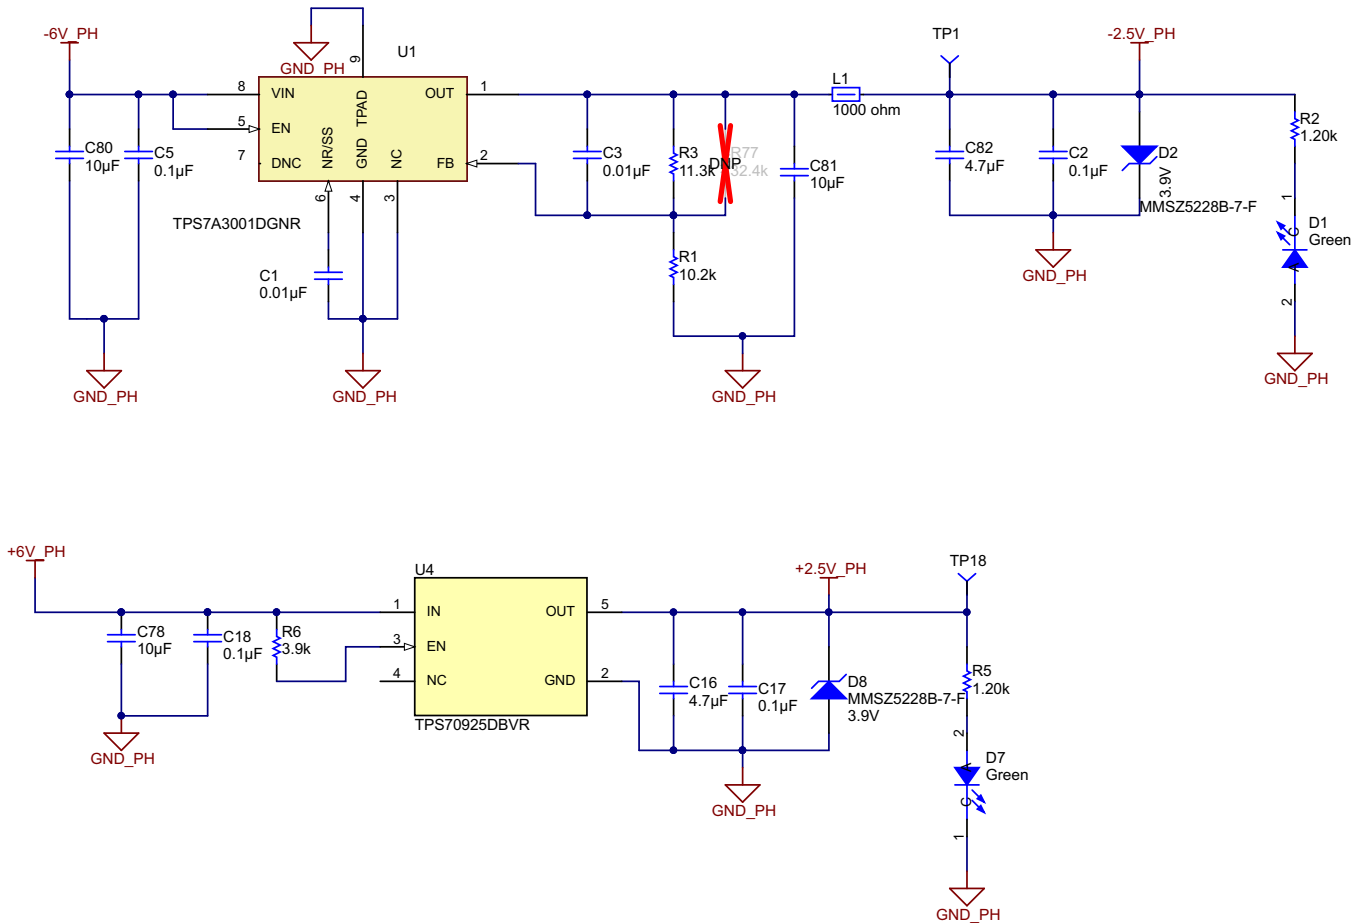 -6V_PH
GND_PH
9
U1
TP1
-2.5V_PH
8
VIN
TPAD
OUT
1
L1
1000 ohm
5
EN
R2
1.20k
7
DNC
NR/SS
GND
NC
FB
2
C80
10µF
C5
0.1µF
C3
0.01µF
R3
11.3k
DNP
R77
32.4k
C81
10µF
C82
4.7µF
C2
0.1µF
D2
3.9V
MMSZ5228B-7-F
6
4
3
TPS7A3001DGNR
C1
0.01µF
R1
10.2k
1
C
D1
Green
A
2
GND_PH
GND_PH
GND_PH
GND_PH
GND_PH
+6V_PH
U4
+2.5V_PH
TP18
1
IN
OUT
5
C78
10µF
C18
0.1µF
R6
3.9k
3
EN
4
NC
GND
2
TPS70925DBVR
C16
4.7µF
C17
0.1µF
D8
MMSZ5228B-7-F
3.9V
R5
1.20k
2
A
D7
Green
C
1
GND_PH
GND_PH
GND_PH